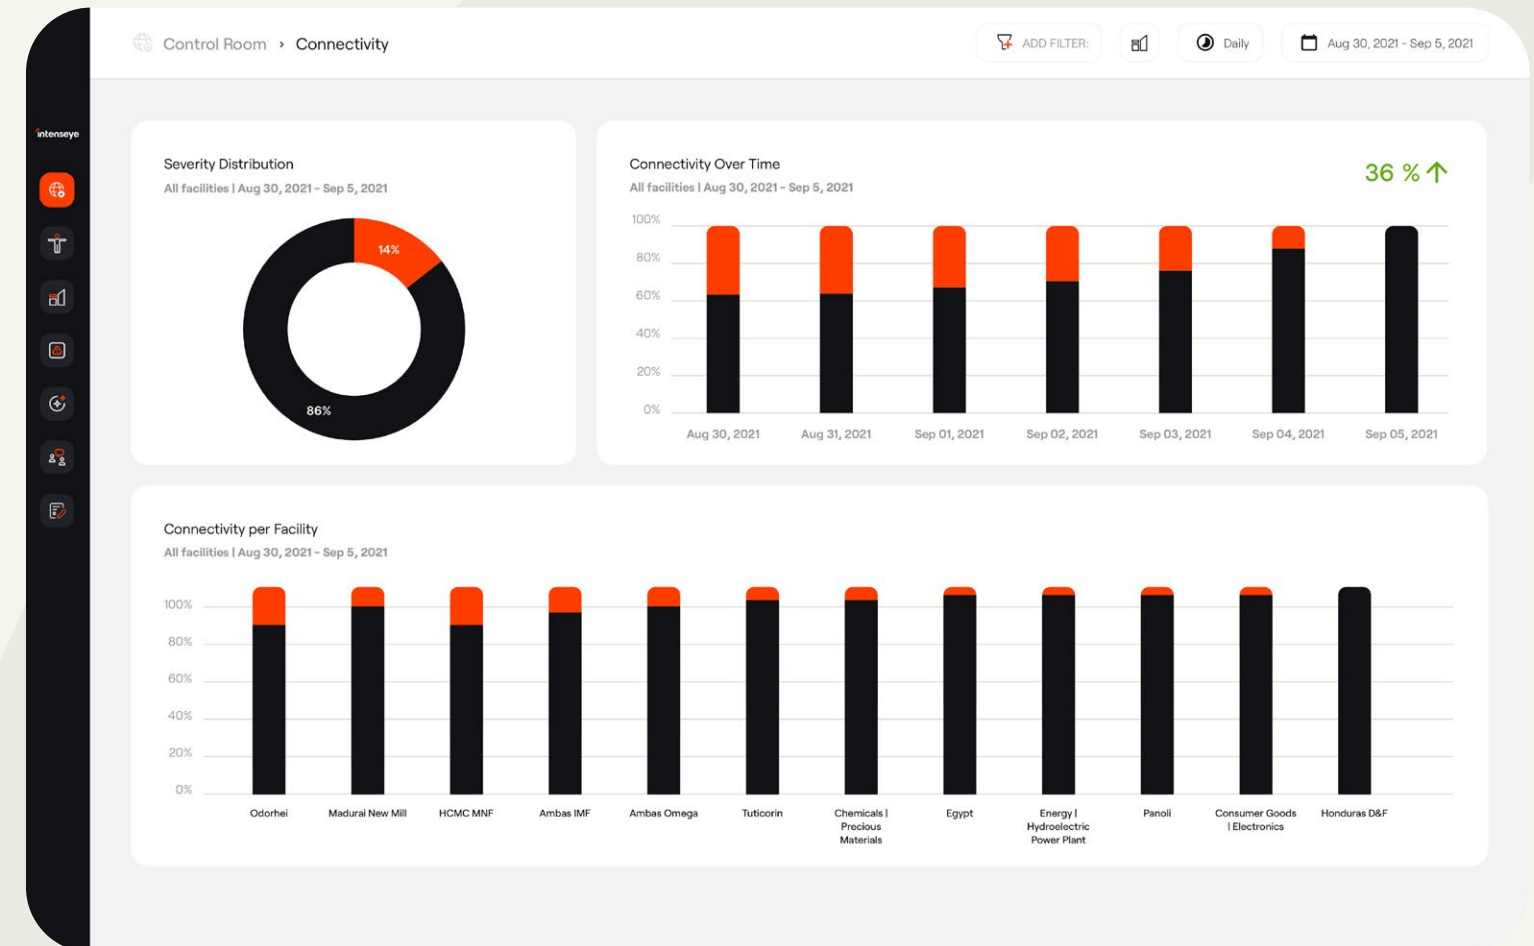 Control Room > Connectivity
ADD FILTER:
Daily
Aug 30, 2021 - Sep 5, 2021
intenseye
Severity Distribution
All facilities | Aug 30, 2021 - Sep 5, 2021
14%
86%
Connectivity Over Time
All facilities | Aug 30, 2021 - Sep 5, 2021
36 %
100%
80%
60%
40%
20%
0%
Aug 30, 2021
Aug 31, 2021
Sep 01, 2021
Sep 02, 2021
Sep 03, 2021
Sep 04, 2021
Sep 05, 2021
Connectivity per Facility
All facilities | Aug 30, 2021 - Sep 5, 2021
100%
80%
60%
40%
20%
0%
Odorhei
Madurai New Mill
HCMC MNF
Ambas IMF
Ambas Omega
Tuticorin
Chemicals |
Precious
Materials
Egypt
Energy |
Hydroelectric
Power Plant
Panoli
Consumer Goods
| Electronics
Honduras D&F